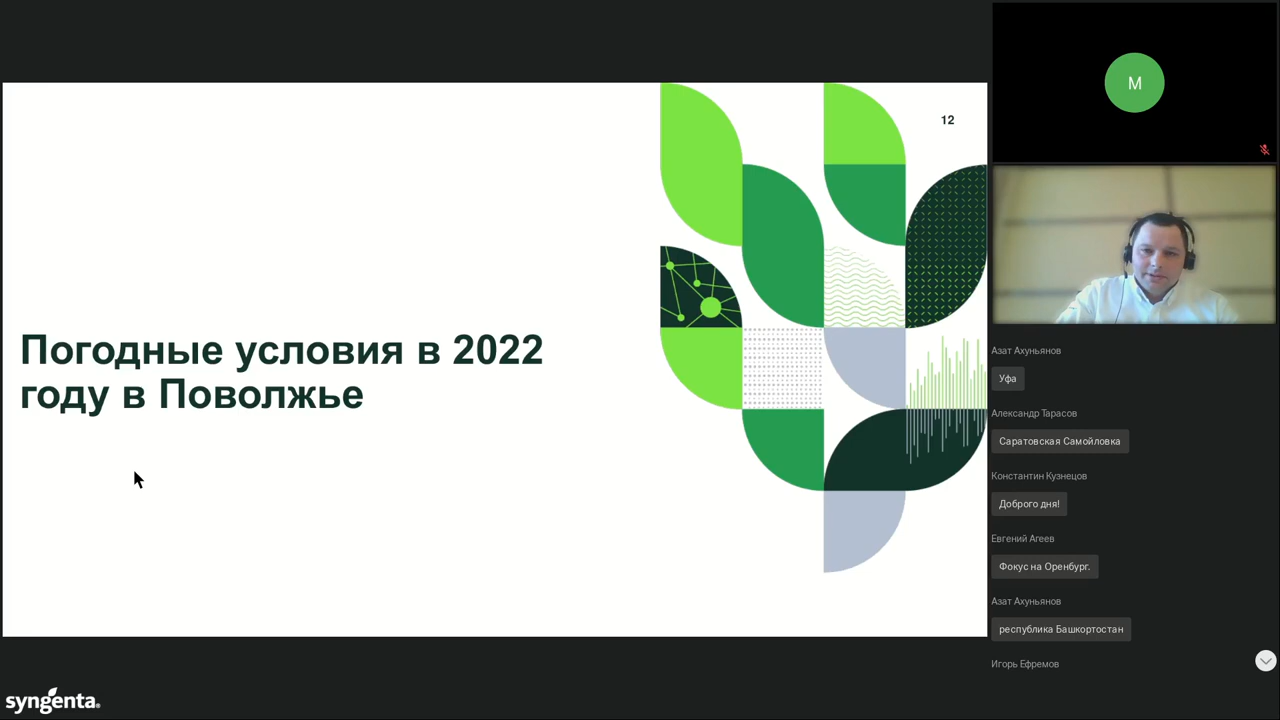 12
Погодные условия в 2022
году в Поволжье
syngenta.
M
Азат Ахуньянов
Уфа
Александр Тарасов
Саратовская Самойловка
Константин Кузнецов
Доброго дня!
Евгений Агеев
Фокус на Оренбург.
Азат Ахуньянов
республика Башкортостан
Игорь Ефремов